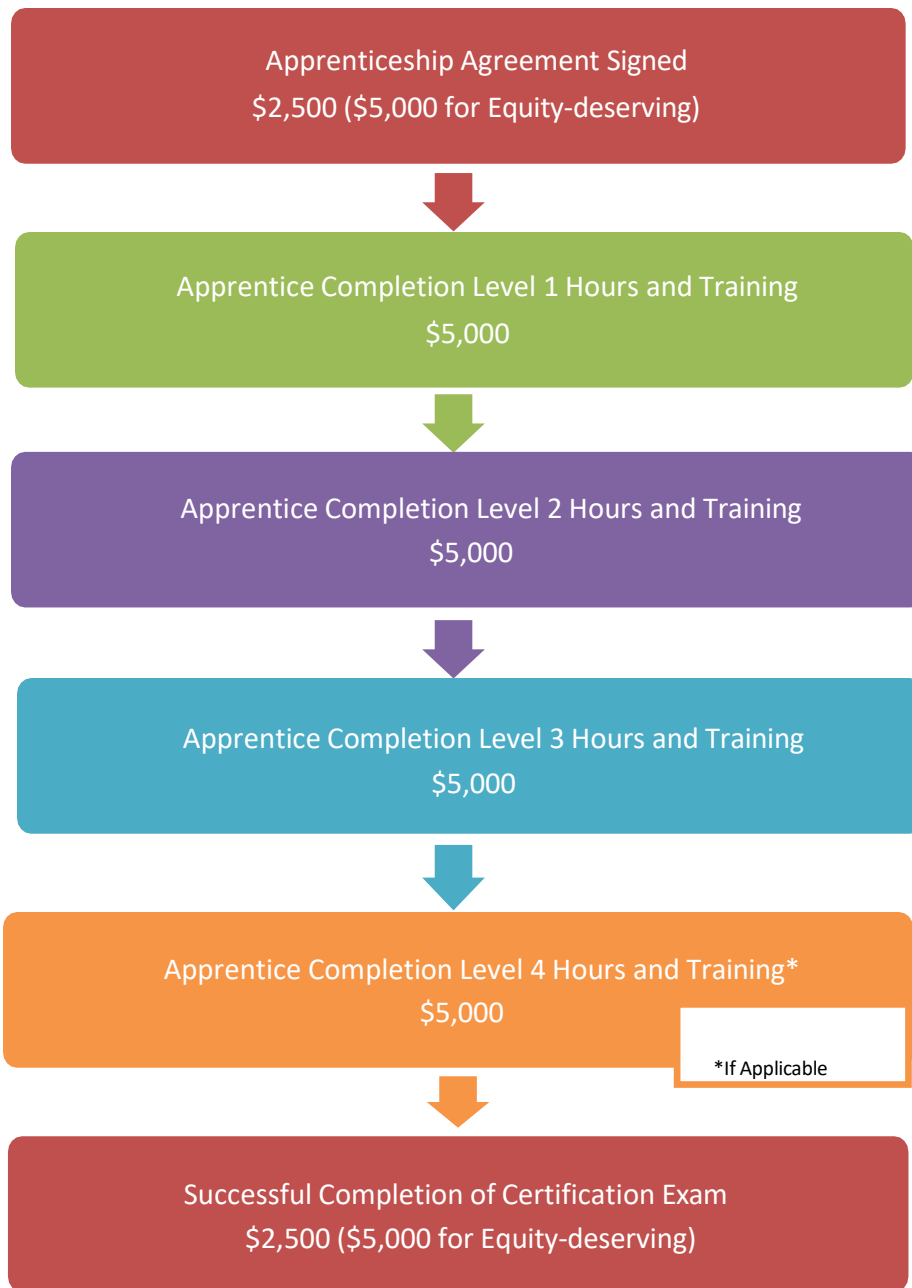 Apprenticeship Agreement Signed
$2,500 ($5,000 for Equity-deserving)
Apprentice Completion Level 1 Hours and Training
$5,000
Apprentice Completion Level 2 Hours and Training
$5,000
Apprentice Completion Level 3 Hours and Training
$5,000
Apprentice Completion Level 4 Hours and Training*
$5,000
*If Applicable
Successful Completion of Certification Exam
$2,500 ($5,000 for Equity-deserving)